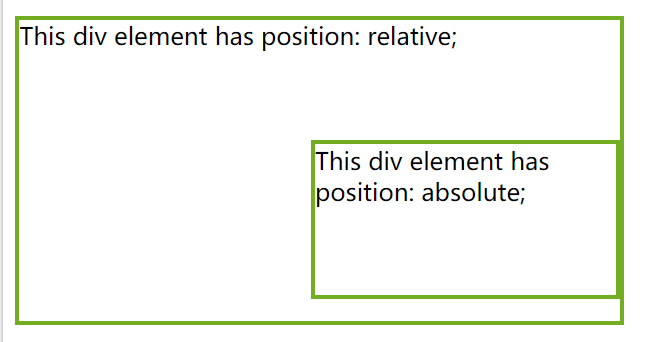 This div element has position: relative;
This div element has
position: absolute;